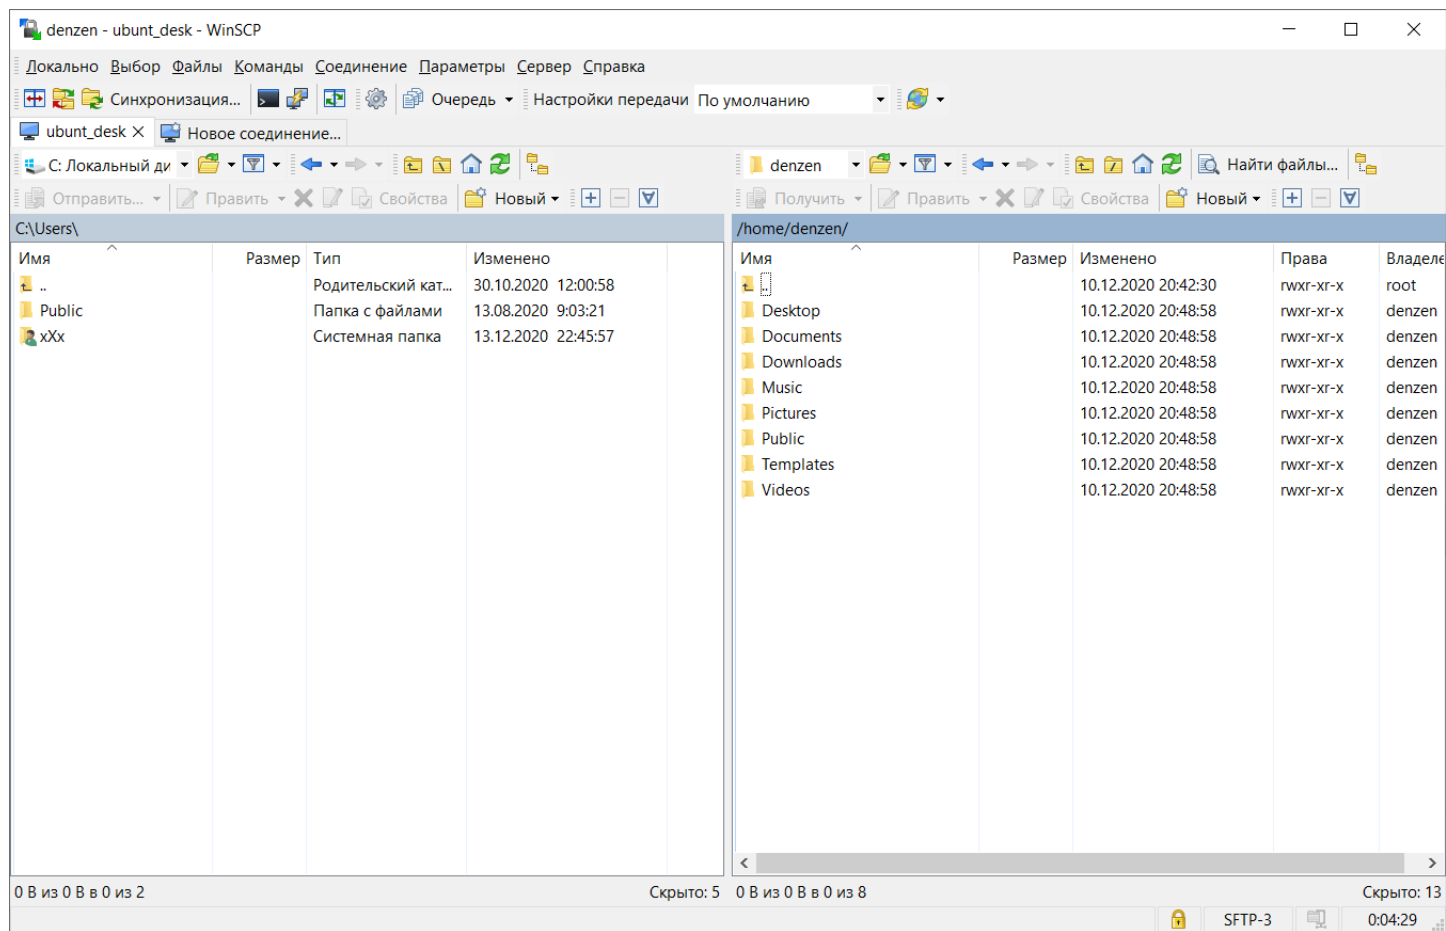 denzen - ubunt_desk - WinSCP
Локально Выбор Файлы Команды Соединение Параметры Сервер Справка
Синхронизация... Очередь Настройки передачи По умолчанию
ubunt_desk Новое соединение...
C: Локальный ди denzen Найти файлы...
Отправить... Править Свойства Новый Получить Править Свойства Новый
C:\Users\ /home/denzen/
Имя Размер Тип Изменено Имя Размер Изменено Права Владеле
.. Родительский кат... 30.10.2020 12:00:58 .. 10.12.2020 20:42:30 rwxr-xr-x root
Public Папка с файлами 13.08.2020 9:03:21 Desktop 10.12.2020 20:48:58 rwxr-xr-x denzen
xXx Системная папка 13.12.2020 22:45:57 Documents 10.12.2020 20:48:58 rwxr-xr-x denzen
Downloads 10.12.2020 20:48:58 rwxr-xr-x denzen
Music 10.12.2020 20:48:58 rwxr-xr-x denzen
Pictures 10.12.2020 20:48:58 rwxr-xr-x denzen
Public 10.12.2020 20:48:58 rwxr-xr-x denzen
Templates 10.12.2020 20:48:58 rwxr-xr-x denzen
Videos 10.12.2020 20:48:58 rwxr-xr-x denzen
0 B из 0 B в 0 из 2 Скрыто: 5 0 B из 0 B в 0 из 8 Скрыто: 13
SFTP-3 0:04:29